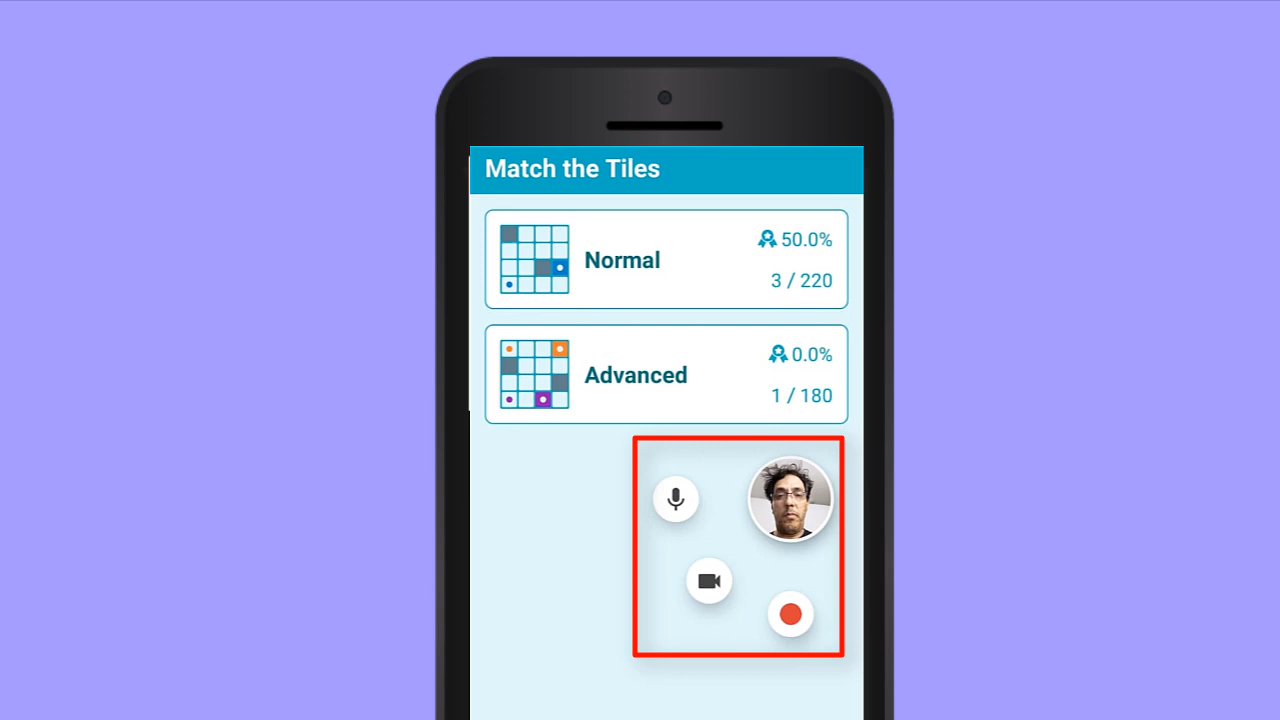 Match the Tiles
Normal
50.0%
3 / 220
Advanced
0.0%
1 / 180